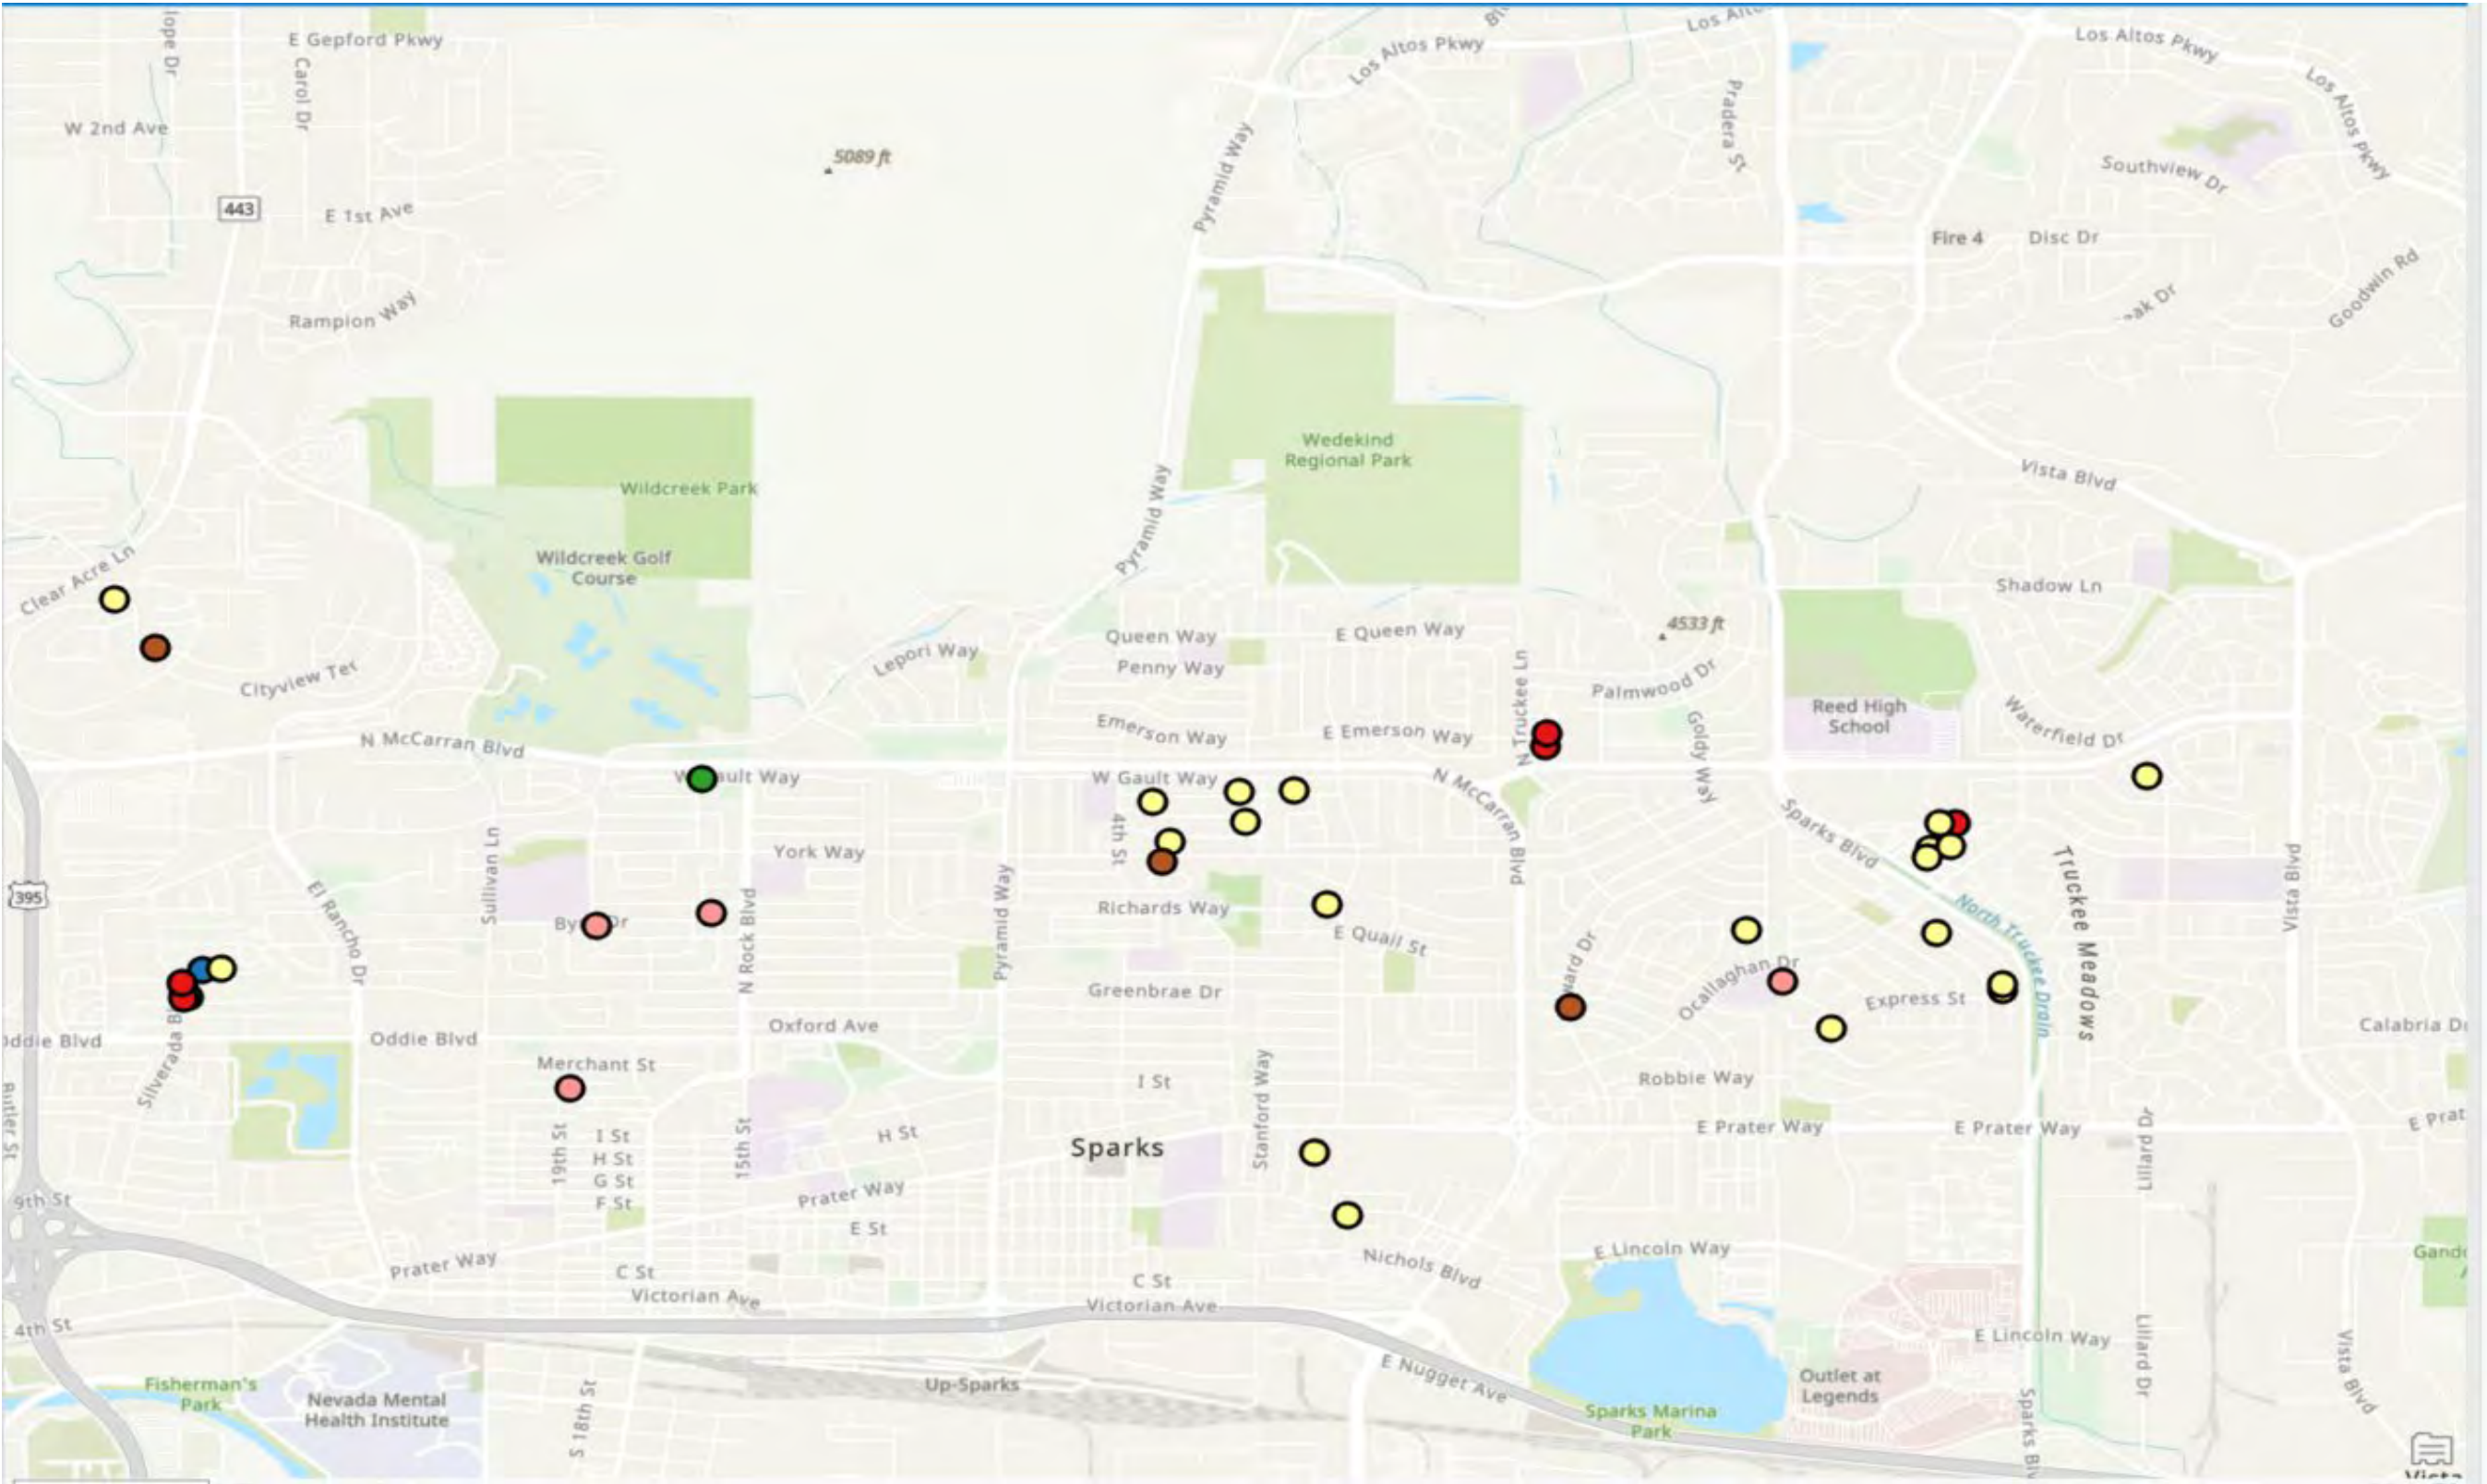 E Gepford Pkwy
Carol Dr
Los Altos Pkwy
Los Altos Pkwy
Los Altos Pkwy
W 2nd Ave
Pradera St
Pyramid Way
5089 ft
Southview Dr
443
E 1st Ave
Fire 4
Disc Dr
Goodwin Rd
Rampion Way
Wedekind
Regional Park
Wildcreek Park
Pyramid Way
Vista Blvd
Clear Acre Ln
Wildcreek Golf
Course
Shadow Ln
Queen Way
E Queen Way
4533 ft
Lepori Way
Penny Way
Cityview Ter
N Truckee Ln
Palmwood Dr
Reed High
School
Waterfield Dr
N McCarran Blvd
Emerson Way
E Emerson Way
Goldy Way
W Gault Way
N McCarran Blvd
4th St
Sparks Blvd
Sullivan Ln
York Way
Truckee Meadows
Vista Blvd
395
El Rancho Dr
N Rock Blvd
Pyramid Way
Richards Way
E Quail St
North Truckee Drain
Ocallaghan Dr
Greenbrae Dr
Express St
Oddie Blvd
Oxford Ave
Silverada B
Merchant St
I St
Stanford Way
Robbie Way
19th St
I St
H St
G St
F St
15th St
H St
Sparks
E Prater Way
E Prater Way
Lillard Dr
9th St
Prater Way
E St
Prater Way
C St
Victorian Ave
C St
Victorian Ave
Nichols Blvd
E Lincoln Way
4th St
E Lincoln Way
Lillard Dr
Vista Blvd
Fisherman's
Park
Nevada Mental
Health Institute
S 18th St
Up-Sparks
E Nugget Ave
Outlet at
Legends
Sparks Marina
Park